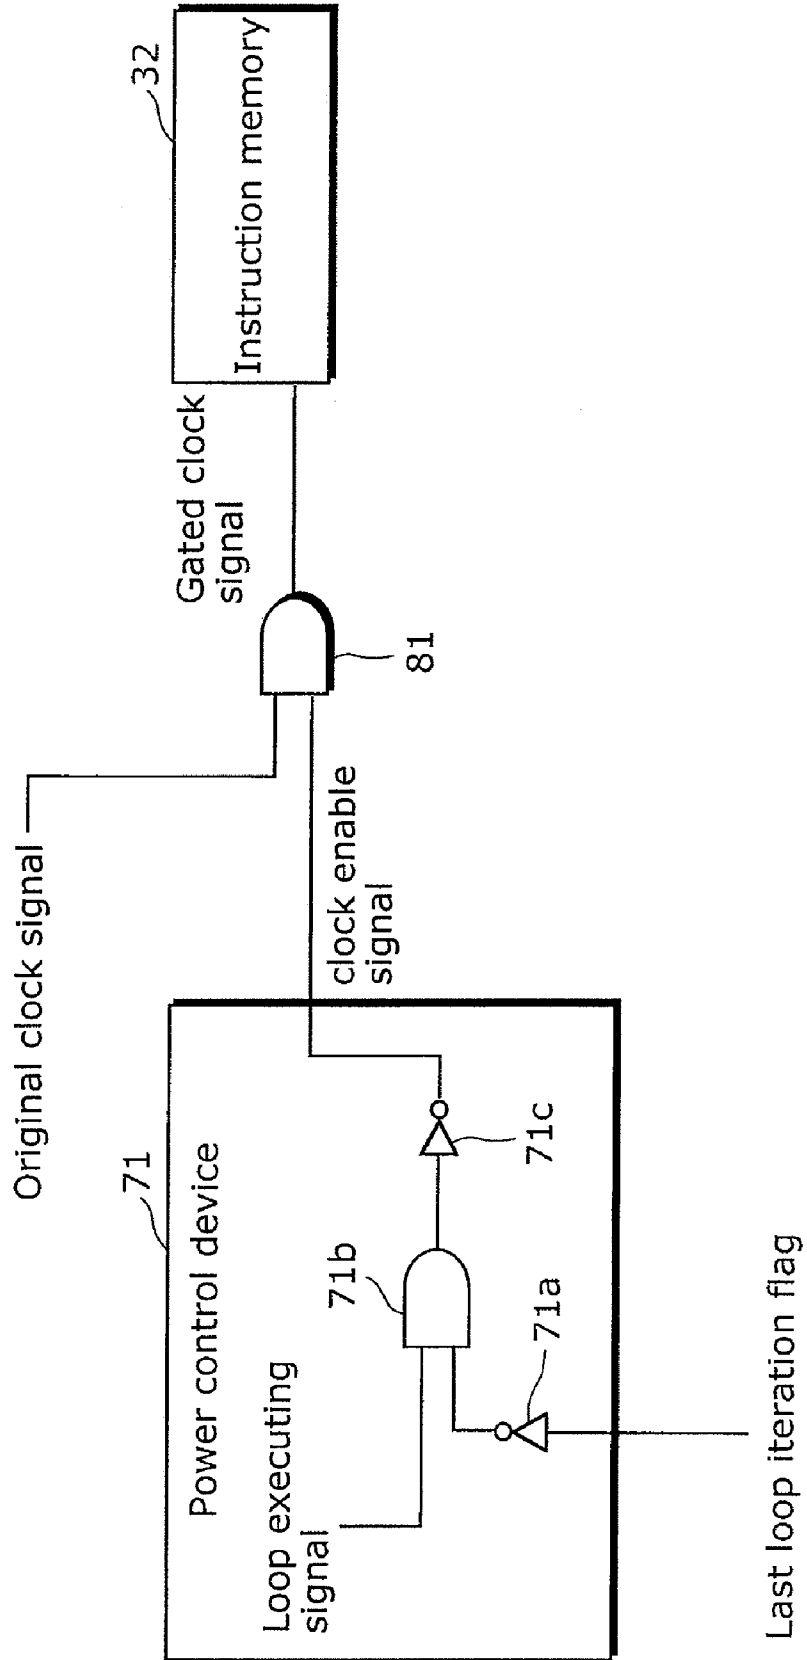 Original clock signal
71
Power control device
Loop executing
signal
71b
71a
71c
Last loop iteration flag
clock enable
signal
81
Gated clock
signal
32
Instruction memory